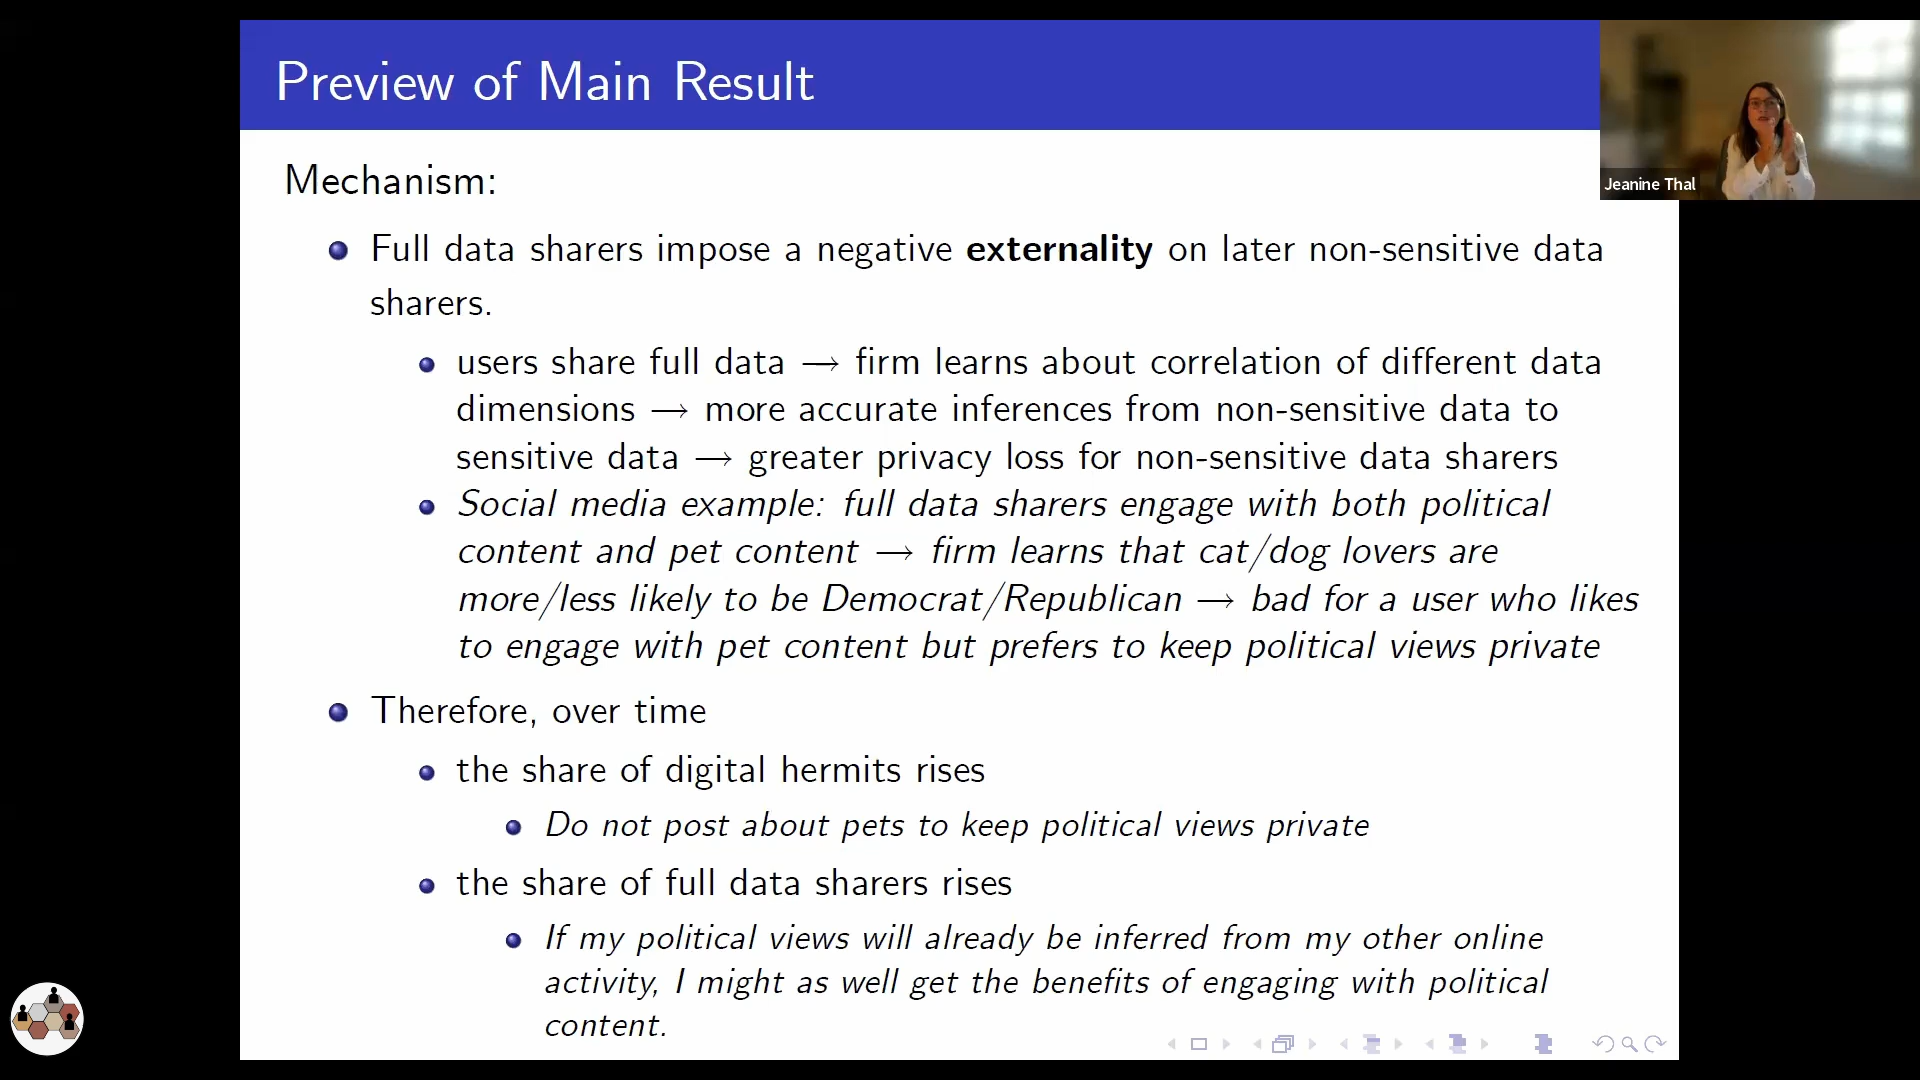 Preview of Main Result
Jeanine Thal
Mechanism:
Full data sharers impose a negative externality on later non-sensitive data
sharers.
users share full data → firm learns about correlation of different data
dimensions → more accurate inferences from non-sensitive data to
sensitive data → greater privacy loss for non-sensitive data sharers
Social media example: full data sharers engage with both political
content and pet content → firm learns that cat/dog lovers are
more/less likely to be Democrat/Republican → bad for a user who likes
to engage with pet content but prefers to keep political views private
Therefore, over time
the share of digital hermits rises
Do not post about pets to keep political views private
the share of full data sharers rises
If my political views will already be inferred from my other online
activity, I might as well get the benefits of engaging with political
content.